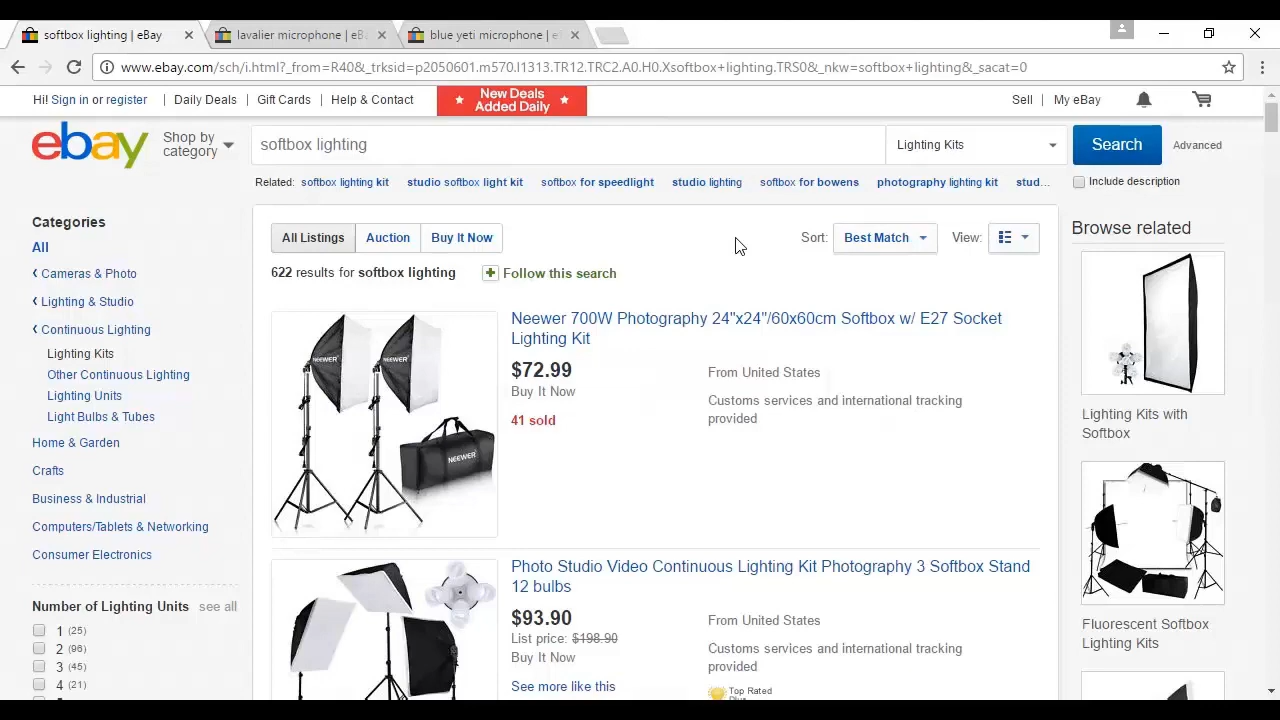 softbox lighting | eBay
lavalier microphone | eB
blue yeti microphone | e
www.ebay.com/sch/i.html?_from=R40&_trksid=p2050601.m570.l1313.TR12.TRC2.A0.H0.Xsoftbox+lighting.TRS0&_nkw=softbox+lighting&_sacat=0
Hi! Sign in or register | Daily Deals | Gift Cards | Help & Contact
New Deals
Added Daily
Sell | My eBay
ebay
Shop by
category
softbox lighting
Lighting Kits
Search
Advanced
Related: softbox lighting kit studio softbox light kit softbox for speedlight studio lighting softbox for bowens photography lighting kit stud...
Include description
Categories
All
Cameras & Photo
Lighting & Studio
Continuous Lighting
Lighting Kits
Other Continuous Lighting
Lighting Units
Light Bulbs & Tubes
Home & Garden
Crafts
Business & Industrial
Computers/Tablets & Networking
Consumer Electronics
Number of Lighting Units see all
1 (25)
2 (96)
3 (45)
4 (21)
All Listings Auction Buy It Now
Sort: Best Match View:
622 results for softbox lighting
Follow this search
NEEWER
NEEWER
NEEWER
Neewer 700W Photography 24"x24"/60x60cm Softbox w/ E27 Socket
Lighting Kit
$72.99
Buy It Now
41 sold
From United States
Customs services and international tracking
provided
Photo Studio Video Continuous Lighting Kit Photography 3 Softbox Stand
12 bulbs
$93.90
List price: $198.90
Buy It Now
See more like this
From United States
Customs services and international tracking
provided
Top Rated
Browse related
Lighting Kits with
Softbox
Fluorescent Softbox
Lighting Kits